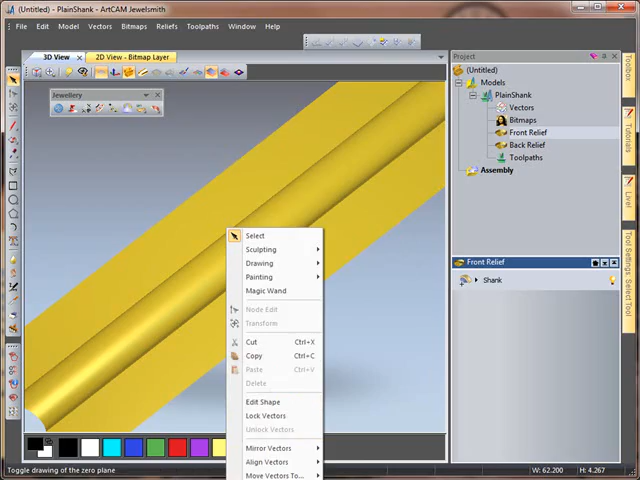 (Untitled) - PlainShank - ArtCAM Jewelsmith
File Edit Model Vectors Bitmaps Reliefs Toolpaths Window Help
3D View
2D View - Bitmap Layer
Jewellery
Select
Sculpting
Drawing
Painting
Magic Wand
Node Edit
Transform
Cut Ctrl+X
Copy Ctrl+C
Paste Ctrl+V
Delete
Edit Shape
Lock Vectors
Unlock Vectors
Mirror Vectors
Align Vectors
Move Vectors To...
Project
(Untitled)
Models
PlainShank
Vectors
Bitmaps
Front Relief
Back Relief
Toolpaths
Assembly
Front Relief
Shank
Toolbox
Tutorials
Live!
Tool Settings: Select Tool
Toggle drawing of the zero plane
W: 62.200 H: 4.267